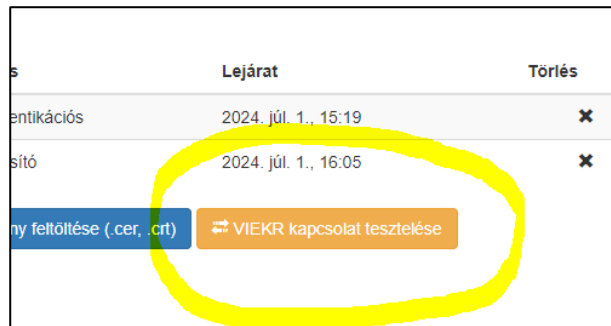 s Lejárat Törlés
entikációs 2024. júl. 1., 15:19
sító 2024. júl. 1., 16:05
ny feltöltése (.cer, .crt) VIEKR kapcsolat tesztelése